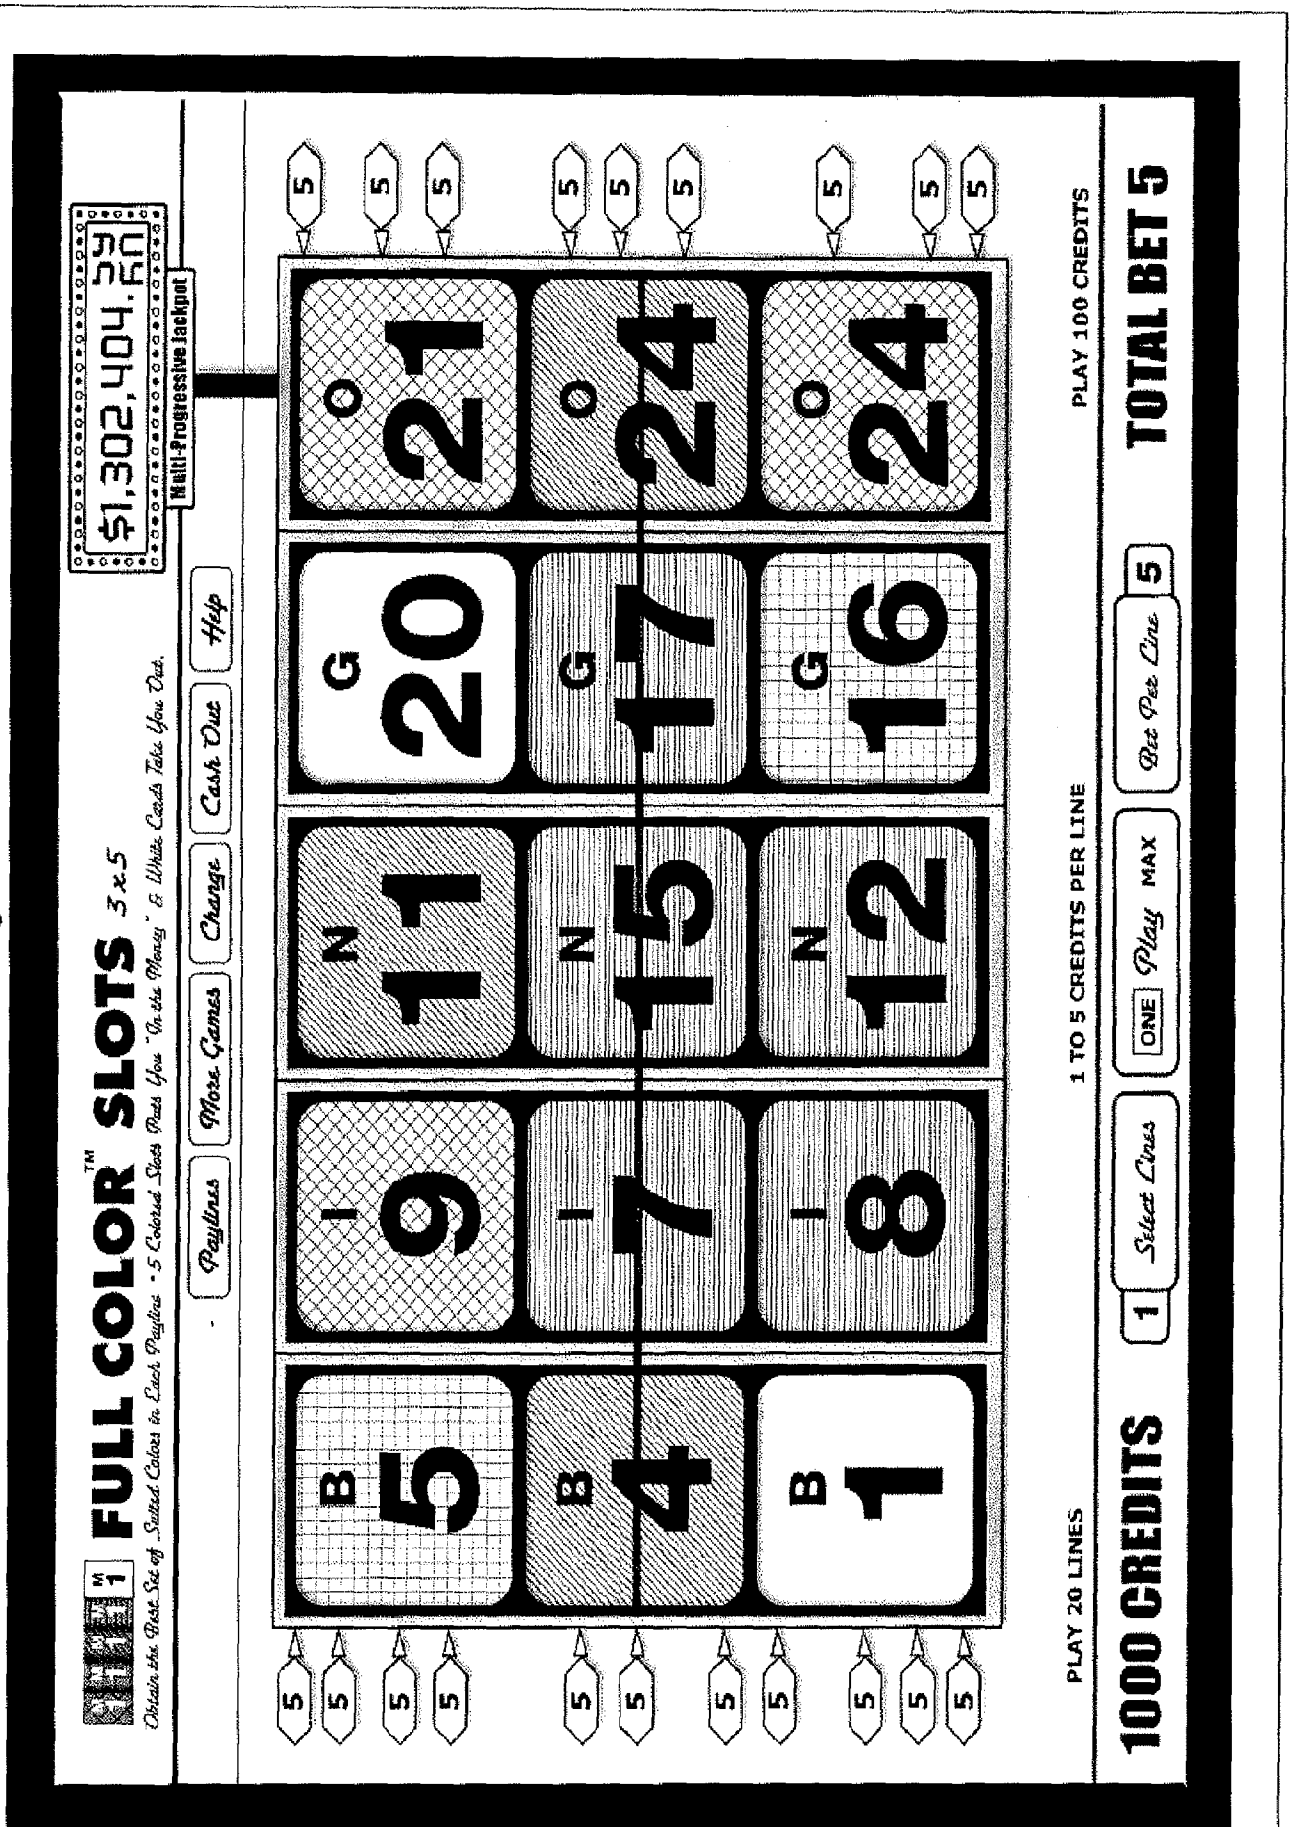 $1,302,404.
M
1
FULL COLOR™ SLOTS 3x5
Multi-Progressive Jackpot
Obtain the Best Set of Suited Colors in Each Payline - 5 Colored Slots Puts You "In the Money" & White Cards Take You Out.
Paylines More Games Change Cash Out Help
5 B 5 I 9 N 11 G 20 O 21 5
5 5
5 5
5
5 B 4 I 7 N 15 G 17 O 24 5
5 5
5 5
5 B 1 I 8 N 12 G 16 O 24 5
5 5
5 5
5
PLAY 20 LINES 1 TO 5 CREDITS PER LINE PLAY 100 CREDITS
1000 CREDITS 1 Select Lines ONE Play MAX Bet Per Line 5 TOTAL BET 5